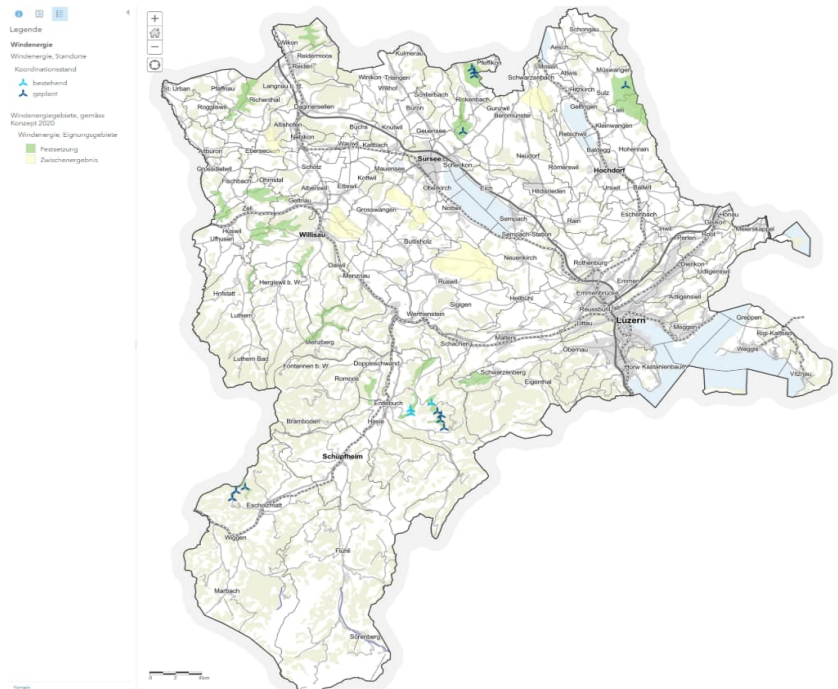 Legende
Windenergie
Windenergie, Standorte
Koordinationsstand
bestehend
geplant
Windenergiegebiete, gemäss
Konzept 2020
Windenergie, Eignungsgebiete
Festsetzung
Zwischenergebnis
Schongau
Wikon
Aesch
Kulmerau
Reidermoos
Pfeffikon
Mosen
Altwis
Müswangen
Reiden
Schwarzenbach
Winikon
Triengen
Rickenbach
Hitzkirch
Sulz
St. Urban
Pfaffnau
Langnau b.
Wilihof
Schlierbach
Richenthal
Dagmersellen
Büron
Gunzwil
Gelfingen
Lieli
Roggliswil
Beromünster
Kleinwangen
Altishofen
Buchs
Knutwil
Geuensee
Retschwil
Nebikon
Wauwil
Kaltbach
Baldegg
Hohenrain
Altbüron
Ebersecken
Sursee
Schenkon
Neudorf
Grossdietwil
Schötz
Mauensee
Römerswil
Hochdorf
Fischbach
Ohmstal
Alberswil
Ettiswil
Kottwil
Oberkirch
Eich
Hildisrieden
Urswil
Ballwil
Gettnau
Zell
Grosswangen
Nottwil
Eschenbach
Hüswil
Sempach
Rain
Inwil
Honau
Gisikon
Meierskappel
Ufhusen
Willisau
Sempach-Station
Root
Perlen
Buttisholz
Neuenkirch
Rothenburg
Dierikon
Daiwil
Udligenswil
Menznau
Emmen
Hergiswil b. W.
Ruswil
Emmenbrücke
Adligenswil
Hofstatt
Sigigen
Hellbühl
Reussbühl
Luthern
Werthenstein
Littau
Luzern
Greppen
Malters
Meggen
Rigi-Kaltbad
Menzberg
Schachen
Obernau
Weggis
Luthern Bad
Doppleschwand
Fontannen b. W.
Schwarzenberg
Horw
Kastanienbaum
Vitznau
Romoos
Eigenthal
Entlebuch
Bramboden
Hasle
Schüpfheim
Escholzmatt
Wiggen
Flühli
Marbach
Sörenberg